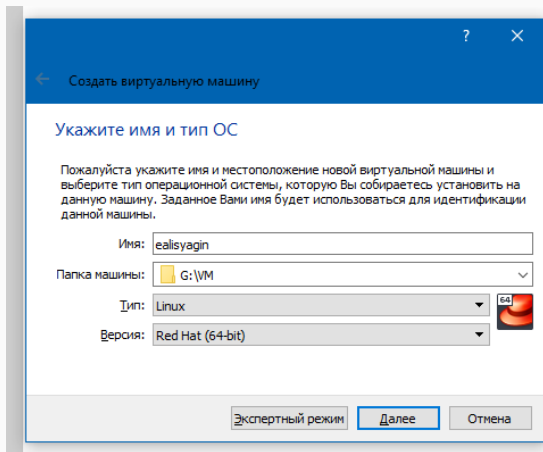 ?
Создать виртуальную машину
Укажите имя и тип ОС
Пожалуйста укажите имя и местоположение новой виртуальной машины и
выберите тип операционной системы, которую Вы собираетесь установить на
данную машину. Заданное Вами имя будет использоваться для идентификации
данной машины.
Имя: ealisyagin
Папка машины: G:\VM
Тип: Linux
64
Версия: Red Hat (64-bit)
Экспертный режим Далее Отмена